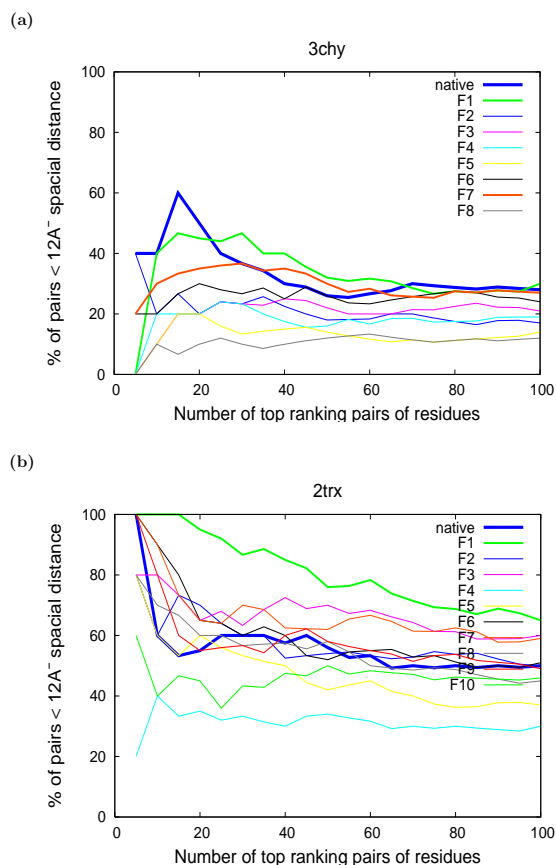 (a)
3chy
100
80
60
40
20
0
0 20 40 60 80 100
native
F1
F2
F3
F4
F5
F6
F7
F8
% of pairs < 12A¯ spacial distance
Number of top ranking pairs of residues
(b)
2trx
100
80
60
40
20
0
0 20 40 60 80 100
native
F1
F2
F3
F4
F5
F6
F7
F8
F9
F10
% of pairs < 12A¯ spacial distance
Number of top ranking pairs of residues